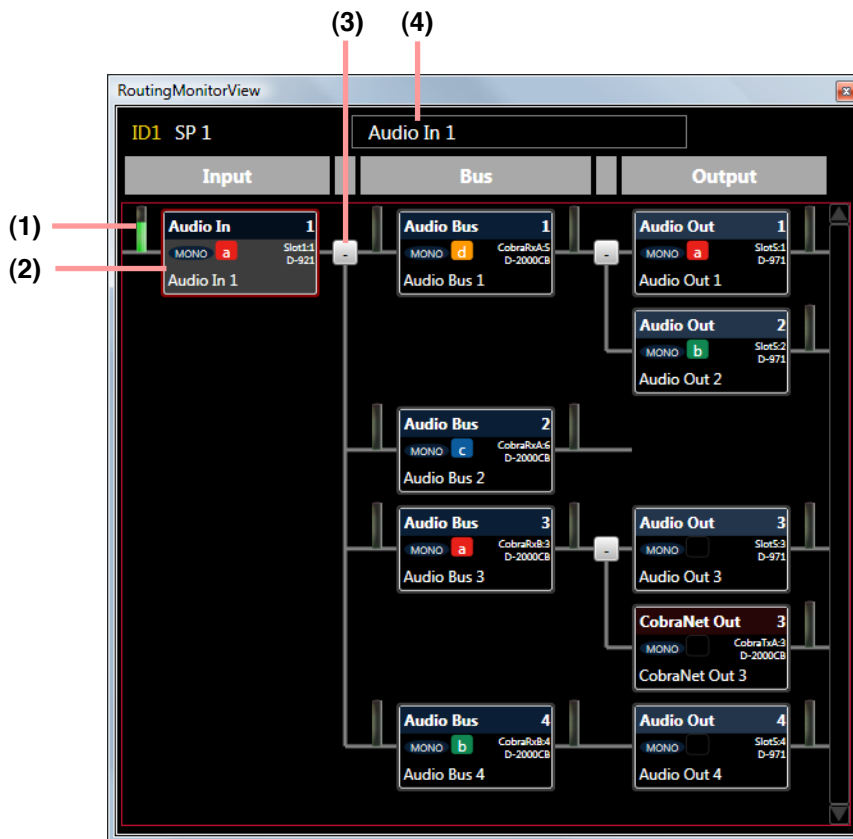 (3) (4)
RoutingMonitorView x
ID1 SP 1 Audio In 1
Input Bus Output
(1)
(2)
Audio In 1
MONO a Slot1:1
D-921
Audio In 1
-
Audio Bus 1
MONO d CobraRxA:5
D-2000CB
Audio Bus 1
-
Audio Out 1
MONO a Slot5:1
D-971
Audio Out 1
Audio Out 2
MONO b Slot5:2
D-971
Audio Out 2
Audio Bus 2
MONO c CobraRxA:6
D-2000CB
Audio Bus 2
Audio Bus 3
MONO a CobraRxB:3
D-2000CB
Audio Bus 3
-
Audio Out 3
MONO Slot5:3
D-971
Audio Out 3
CobraNet Out 3
MONO CobraTxA:3
D-2000CB
CobraNet Out 3
Audio Bus 4
MONO b CobraRxB:4
D-2000CB
Audio Bus 4
Audio Out 4
MONO Slot5:4
D-971
Audio Out 4